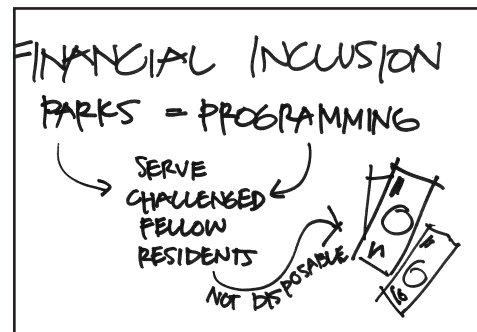 FINANCIAL INCLUSION
PARKS = PROGRAMMING
SERVE
CHALLENGED
FELLOW
RESIDENTS
NOT DISPOSABLE